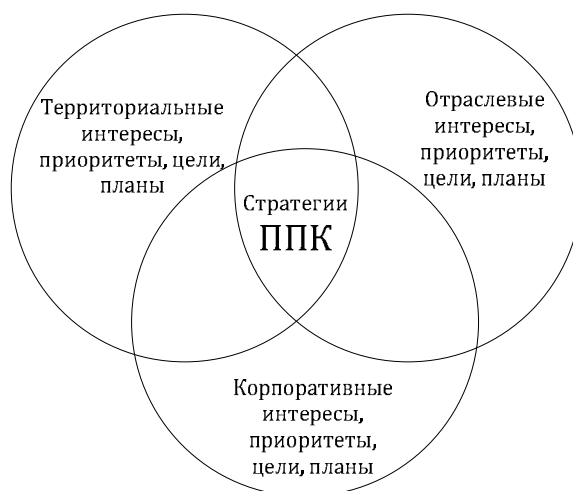 Территориальные
интересы,
приоритеты, цели,
планы
Отраслевые
интересы,
приоритеты,
цели, планы
Стратегии
ППК
Корпоративные
интересы,
приоритеты,
цели, планы